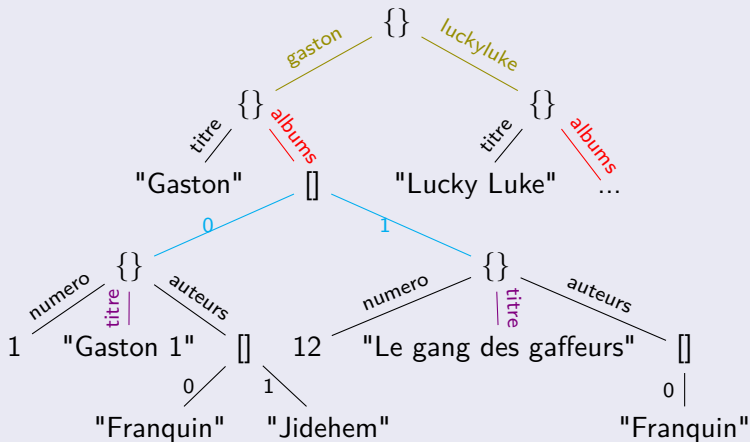 {}
gaston luckyluke
{} {}
titre albums titre albums
"Gaston" [] "Lucky Luke" ...
0 1
{} {}
numero titre auteurs numero titre auteurs
1 "Gaston 1" [] 12 "Le gang des gaffeurs" []
0 1 0
"Franquin" "Jidehem" "Franquin"